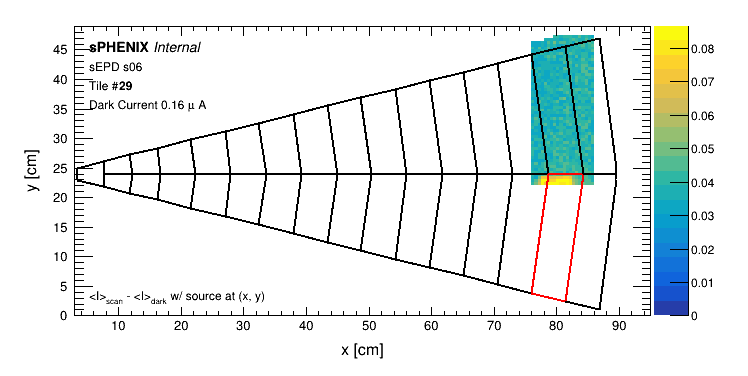 sPHENIX Internal
sEPD s06
Tile #29
Dark Current 0.16 μ A
<I>scan - <I>dark w/ source at (x, y)
y [cm]
45
40
35
30
25
20
15
10
5
0
10 20 30 40 50 60 70 80 90
x [cm]
0.08
0.07
0.06
0.05
0.04
0.03
0.02
0.01
0